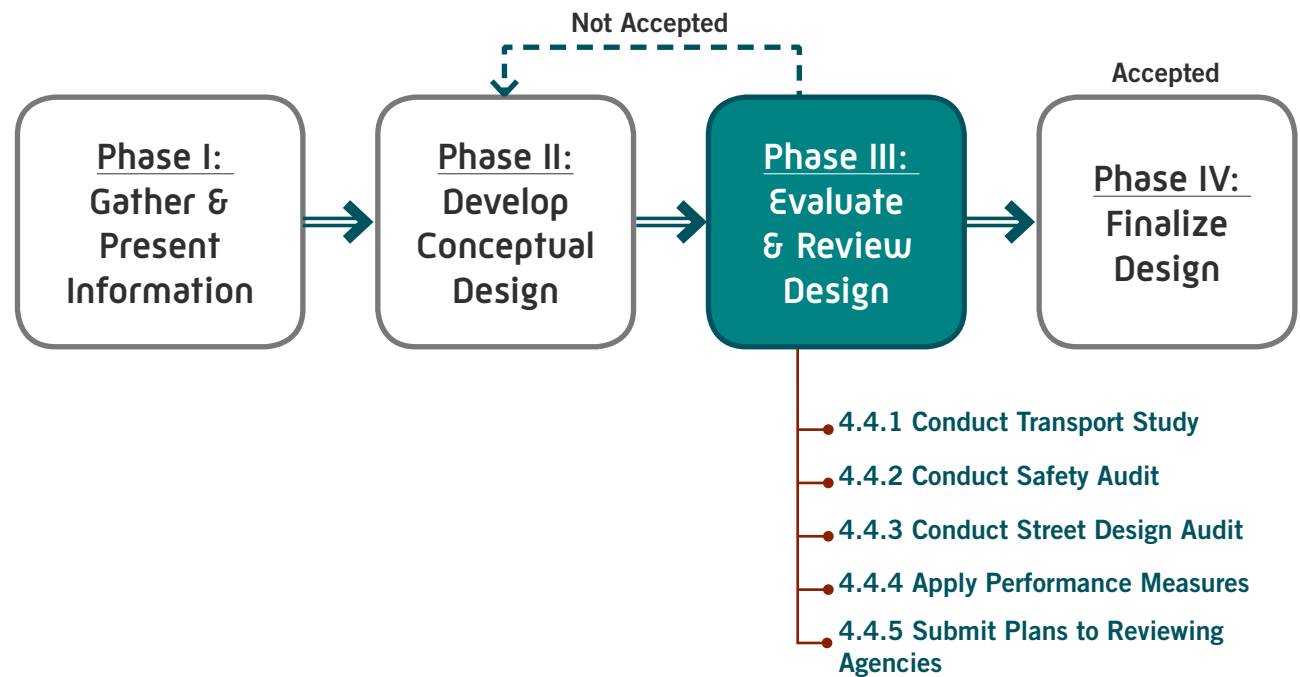 Not Accepted
Accepted
Phase I:
Gather &
Present
Information
Phase II:
Develop
Conceptual
Design
Phase III:
Evaluate
& Review
Design
Phase IV:
Finalize
Design
4.4.1 Conduct Transport Study
4.4.2 Conduct Safety Audit
4.4.3 Conduct Street Design Audit
4.4.4 Apply Performance Measures
4.4.5 Submit Plans to Reviewing
Agencies